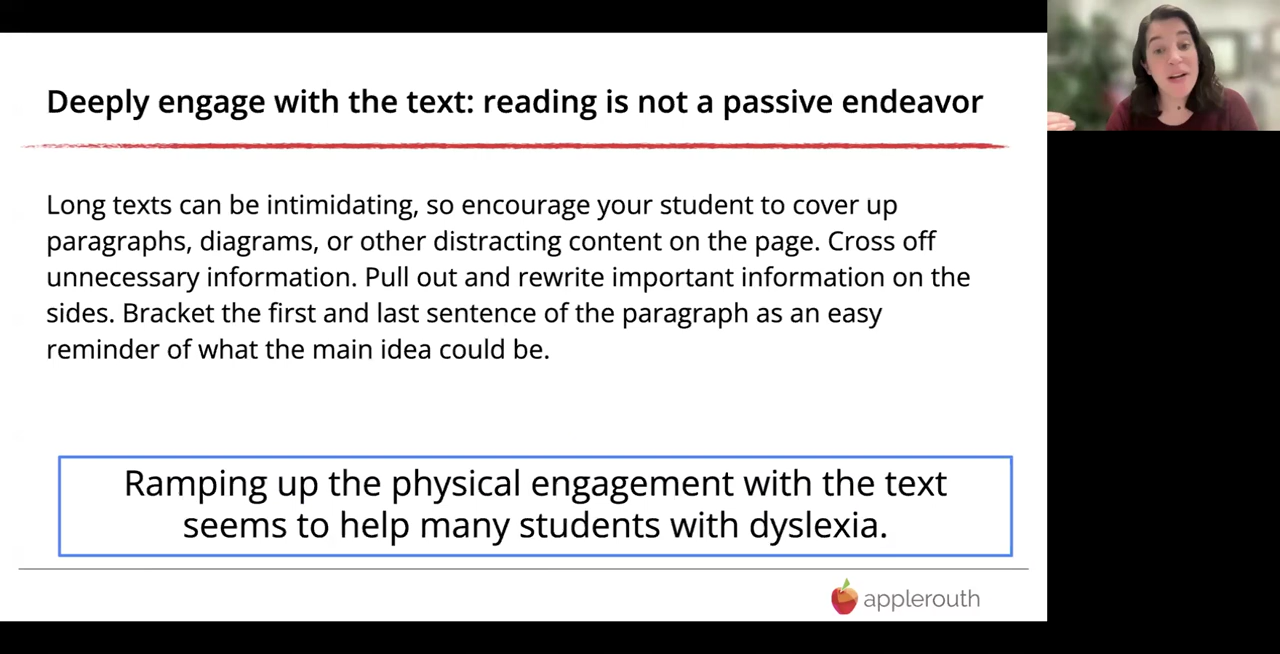 Deeply engage with the text: reading is not a passive endeavor
Long texts can be intimidating, so encourage your student to cover up
paragraphs, diagrams, or other distracting content on the page. Cross off
unnecessary information. Pull out and rewrite important information on the
sides. Bracket the first and last sentence of the paragraph as an easy
reminder of what the main idea could be.
Ramping up the physical engagement with the text
seems to help many students with dyslexia.
applerouth